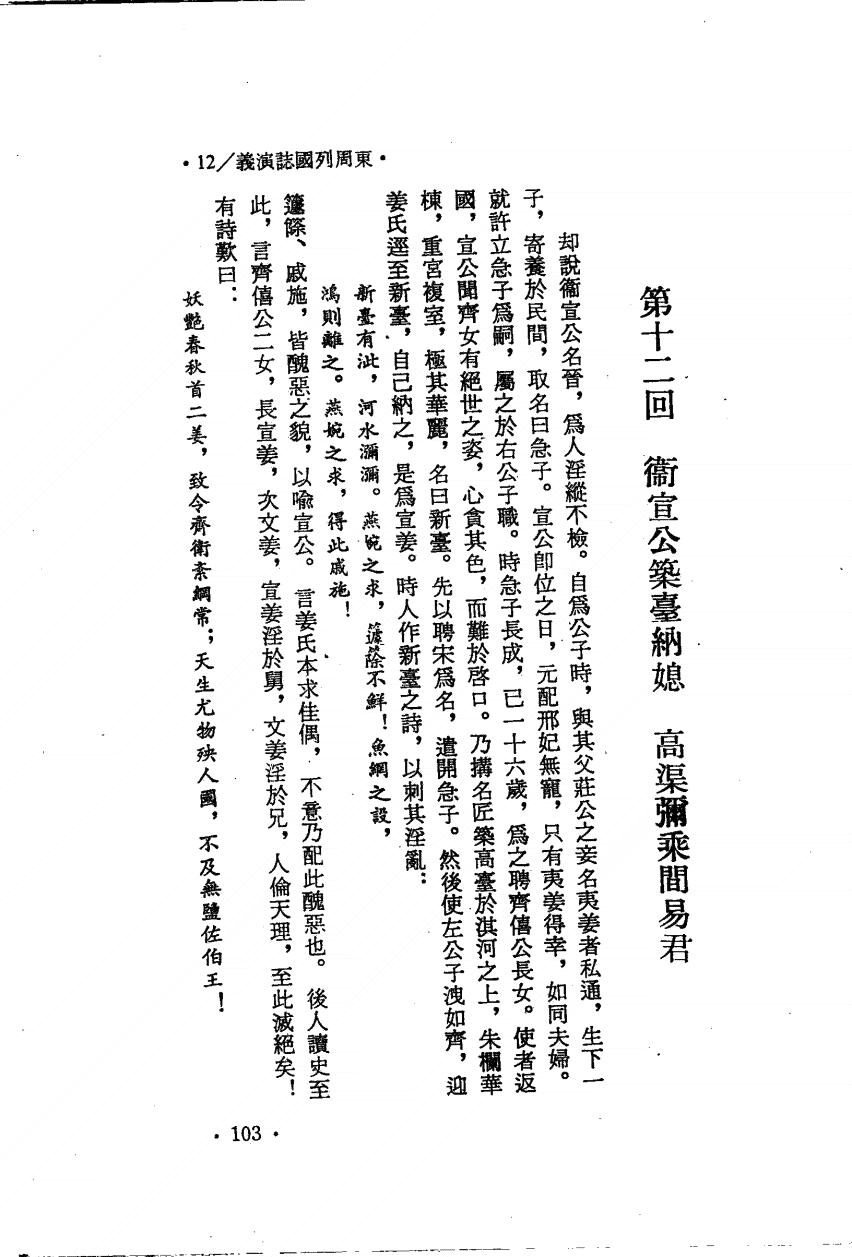 ·東周列國誌演義／12·
第十二回　衞宣公築臺納媳　高渠彌乘間易君
却說衞宣公名晉，爲人淫縱不檢。自爲公子時，與其父莊公之妾名夷姜者私通，生下一
子，寄養於民間，取名曰急子。宣公卽位之日，元配邢妃無寵，只有夷姜得幸，如同夫婦。
就許立急子爲嗣，屬之於右公子職。時急子長成，已一十六歲，爲之聘齊僖公長女。使者返
國，宣公聞齊女有絕世之姿，心貪其色，而難於啓口。乃搆名匠築高臺於淇河之上，朱欄華
棟，重宮複室，極其華麗，名曰新臺。先以聘宋爲名，遣開急子。然後使左公子洩如齊，迎
姜氏逕至新臺，自己納之，是爲宣姜。時人作新臺之詩，以刺其淫亂：
新臺有泚，河水瀰瀰。燕婉之求，籧蒢不鮮！魚網之設，
鴻則離之。燕婉之求，得此戚施！
籧篨、戚施，皆醜惡之貌，以喻宣公。言姜氏本求佳偶，不意乃配此醜惡也。後人讀史至
此，言齊僖公二女，長宣姜，次文姜，宣姜淫於舅，文姜淫於兄，人倫天理，至此滅絕矣！
有詩歎曰：
妖艷春秋首二姜，致令齊衞紊綱常；天生尤物殃人國，不及無鹽佐伯王！
·103·